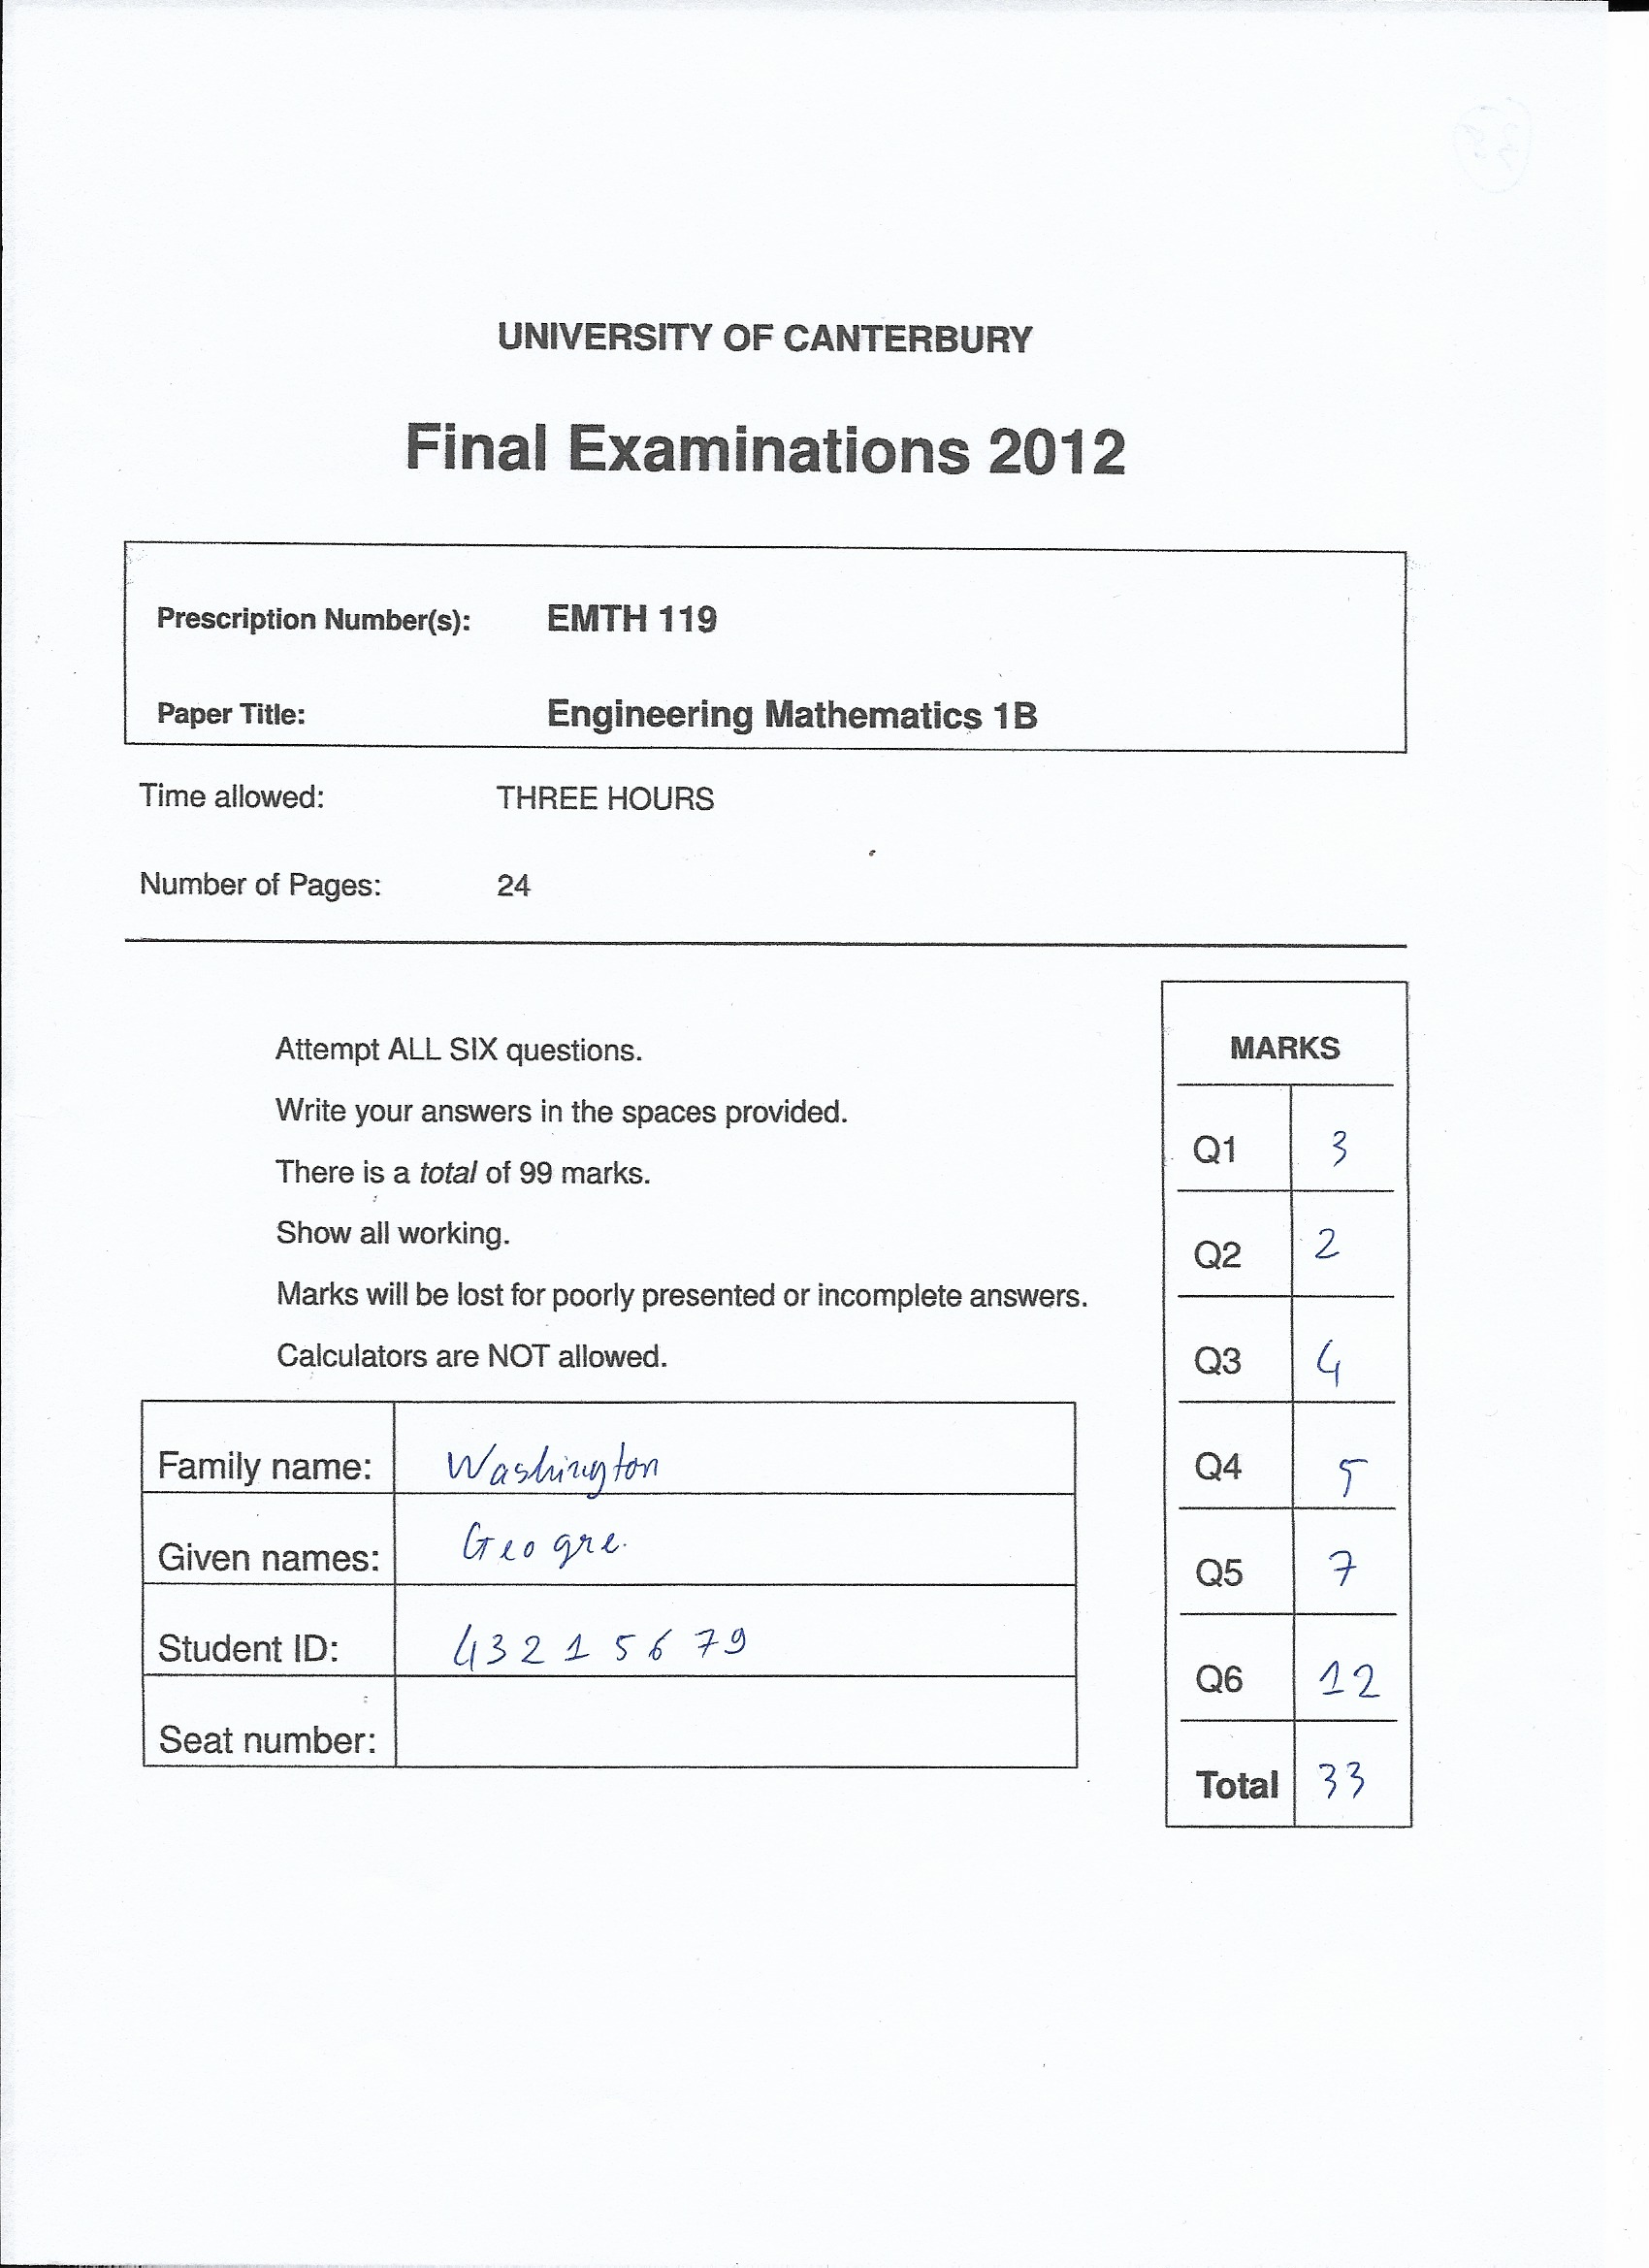 UNIVERSITY OF CANTERBURY
Final Examinations 2012
Prescription Number(s): EMTH 119
Paper Title: Engineering Mathematics 1B
Time allowed: THREE HOURS
Number of Pages: 24
Attempt ALL SIX questions.
Write your answers in the spaces provided.
There is a total of 99 marks.
Show all working.
Marks will be lost for poorly presented or incomplete answers.
Calculators are NOT allowed.
Family name: Washington
Given names: Geogre.
Student ID: 43215679
Seat number:
MARKS
Q1 3
Q2 2
Q3 4
Q4 5
Q5 7
Q6 12
Total 33